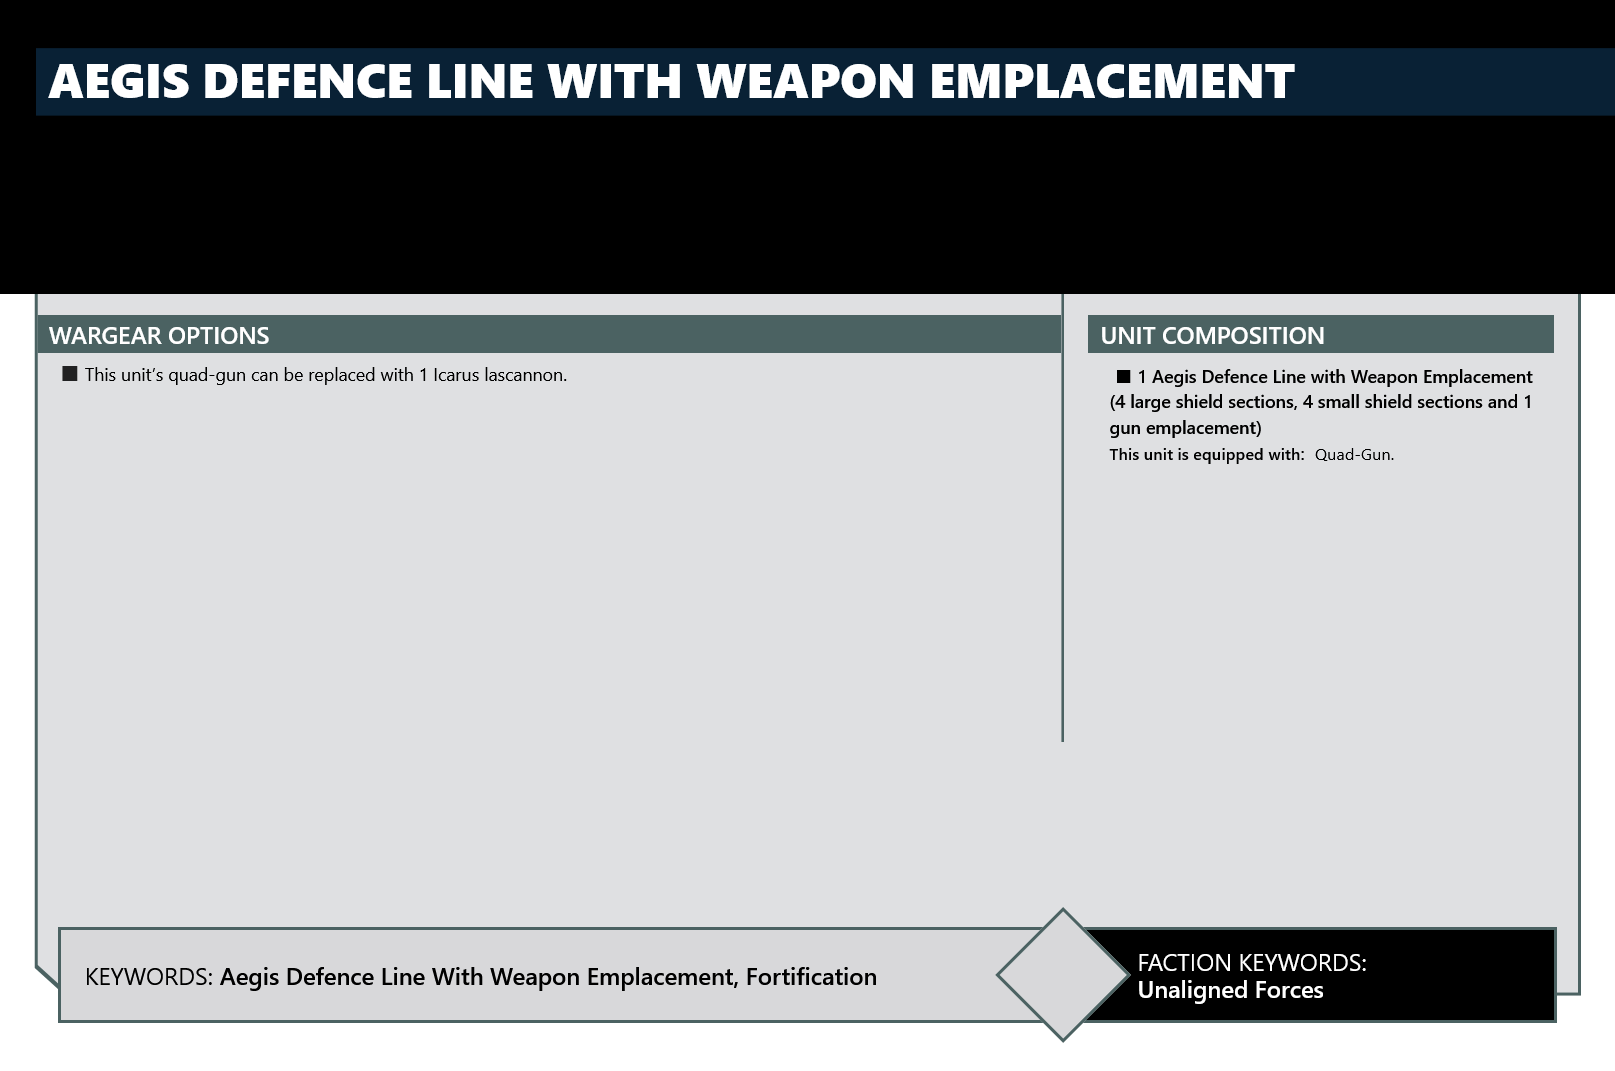 AEGIS DEFENCE LINE WITH WEAPON EMPLACEMENT
WARGEAR OPTIONS
■ This unit’s quad-gun can be replaced with 1 Icarus lascannon.
UNIT COMPOSITION
■ 1 Aegis Defence Line with Weapon Emplacement
(4 large shield sections, 4 small shield sections and 1
gun emplacement)
This unit is equipped with: Quad-Gun.
KEYWORDS: Aegis Defence Line With Weapon Emplacement, Fortification
FACTION KEYWORDS:
Unaligned Forces